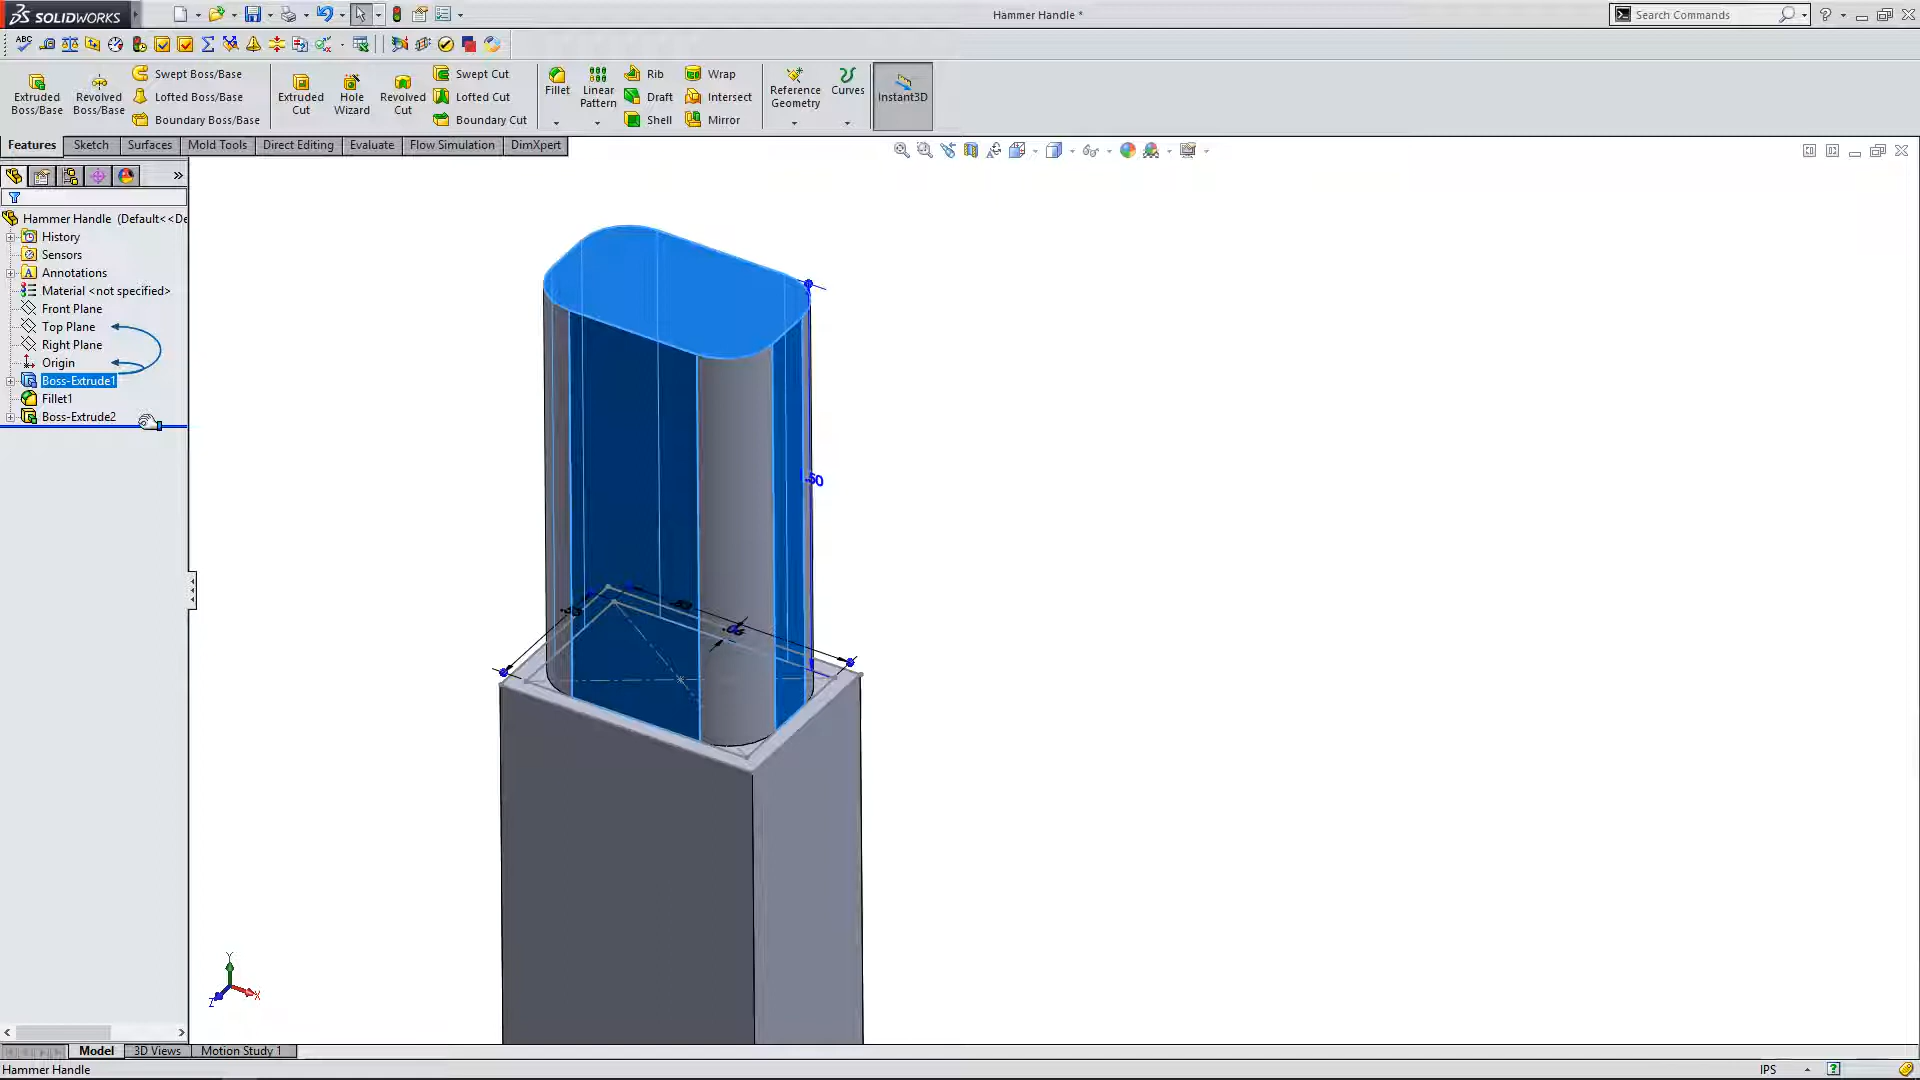 SOLIDWORKS
Hammer Handle *
Search Commands
ABC
Extruded Boss/Base
Revolved Boss/Base
Swept Boss/Base
Lofted Boss/Base
Boundary Boss/Base
Extruded Cut
Hole Wizard
Revolved Cut
Swept Cut
Lofted Cut
Boundary Cut
Fillet
Linear Pattern
Rib
Draft
Shell
Wrap
Intersect
Mirror
Reference Geometry
Curves
Instant3D
Features
Sketch
Surfaces
Mold Tools
Direct Editing
Evaluate
Flow Simulation
DimXpert
Hammer Handle (Default<<De
History
Sensors
Annotations
Material <not specified>
Front Plane
Top Plane
Right Plane
Origin
Boss-Extrude1
Fillet1
Boss-Extrude2
Y
X
Z
Model
3D Views
Motion Study 1
Hammer Handle
IPS